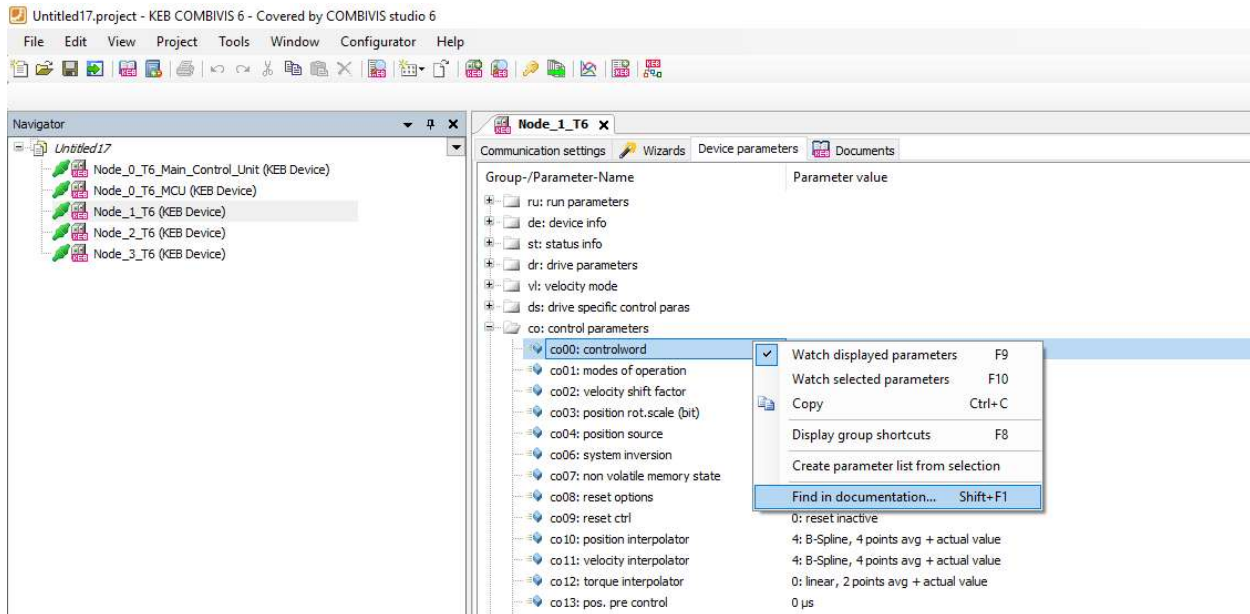 Untitled17.project - KEB COMBIVIS 6 - Covered by COMBIVIS studio 6
File Edit View Project Tools Window Configurator Help
Navigator
Node_1_T6
Untitled17
Communication settings Wizards Device parameters Documents
Node_0_T6_Main_Control_Unit (KEB Device)
Node_0_T6_MCU (KEB Device)
Node_1_T6 (KEB Device)
Node_2_T6 (KEB Device)
Node_3_T6 (KEB Device)
Group-/Parameter-Name Parameter value
ru: run parameters
de: device info
st: status info
dr: drive parameters
vl: velocity mode
ds: drive specific control paras
co: control parameters
co00: controlword
co01: modes of operation
co02: velocity shift factor
co03: position rot.scale (bit)
co04: position source
co06: system inversion
co07: non volatile memory state
co08: reset options
co09: reset ctrl 0: reset inactive
co10: position interpolator 4: B-Spline, 4 points avg + actual value
co11: velocity interpolator 4: B-Spline, 4 points avg + actual value
co12: torque interpolator 0: linear, 2 points avg + actual value
co13: pos. pre control 0 µs
Watch displayed parameters F9
Watch selected parameters F10
Copy Ctrl+C
Display group shortcuts F8
Create parameter list from selection
Find in documentation... Shift+F1